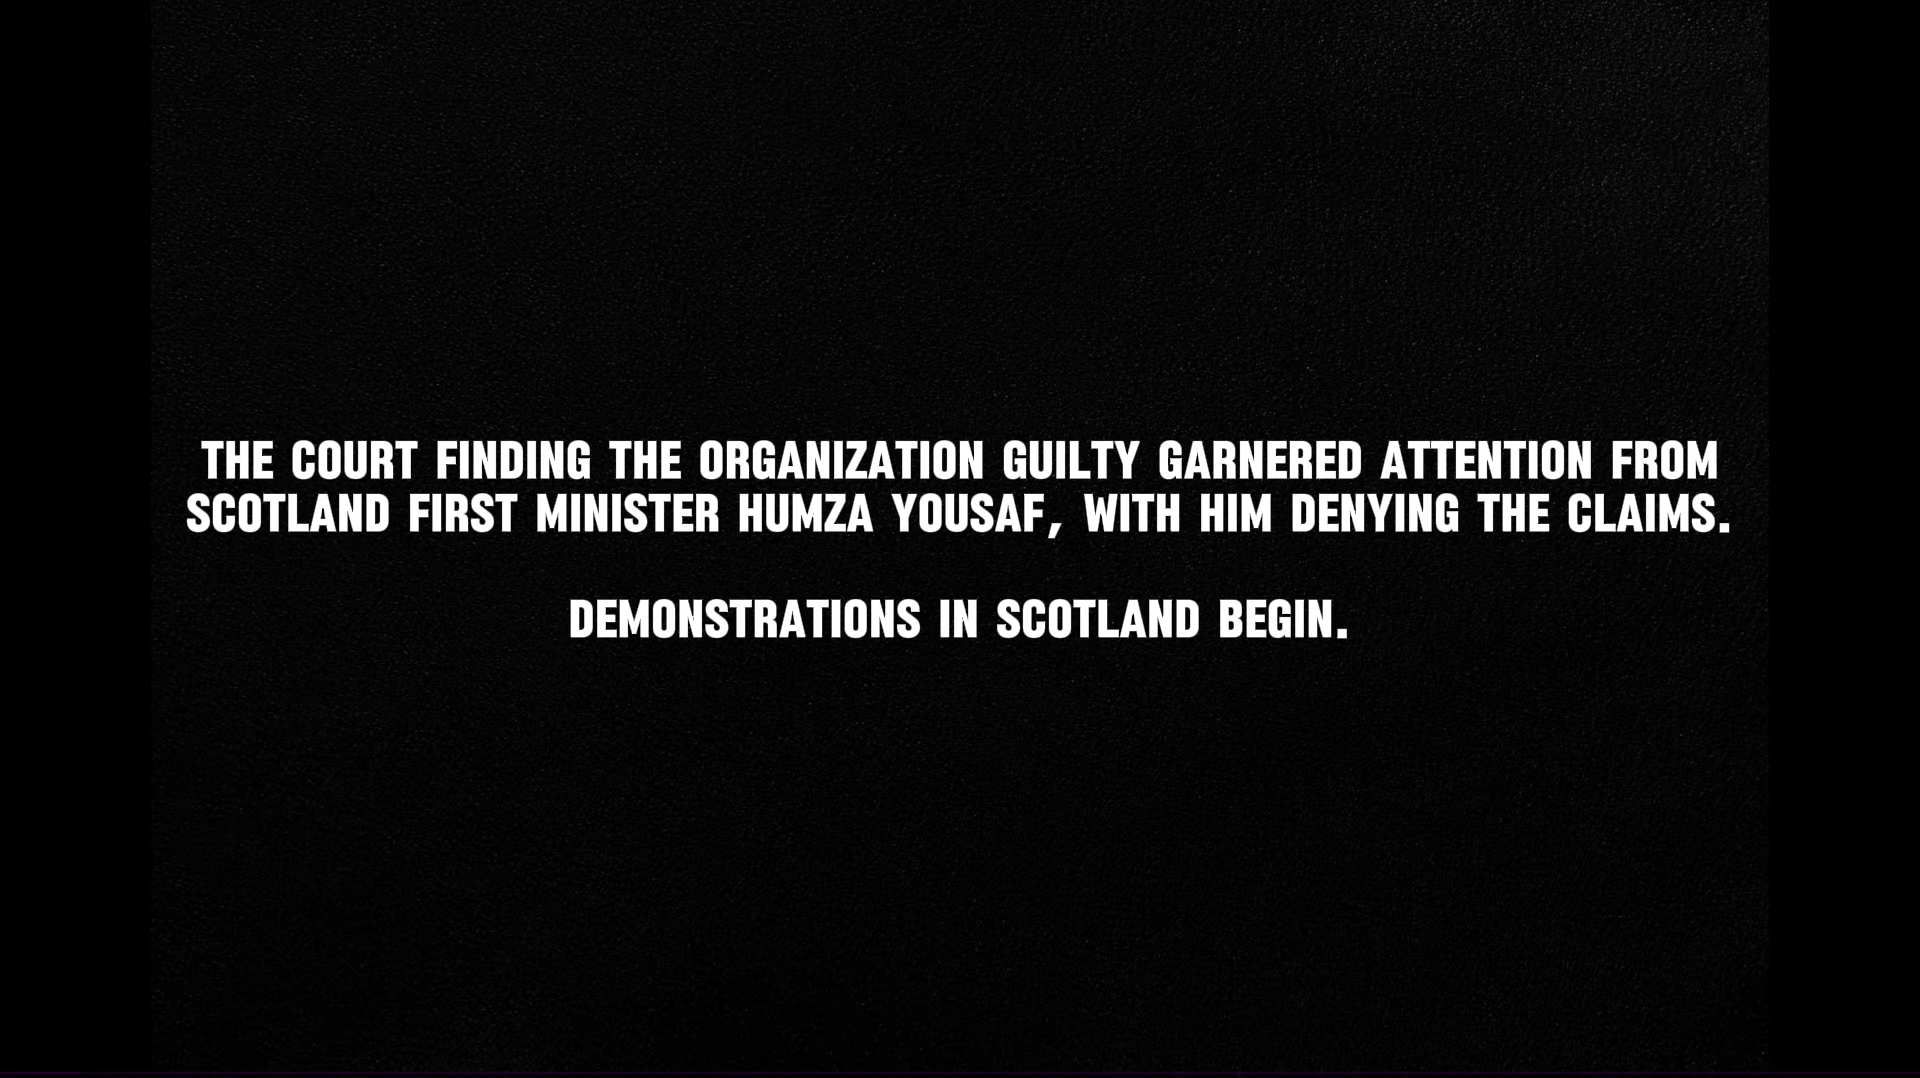 THE COURT FINDING THE ORGANIZATION GUILTY GARNERED ATTENTION FROM
SCOTLAND FIRST MINISTER HUMZA YOUSAF, WITH HIM DENYING THE CLAIMS.
DEMONSTRATIONS IN SCOTLAND BEGIN.